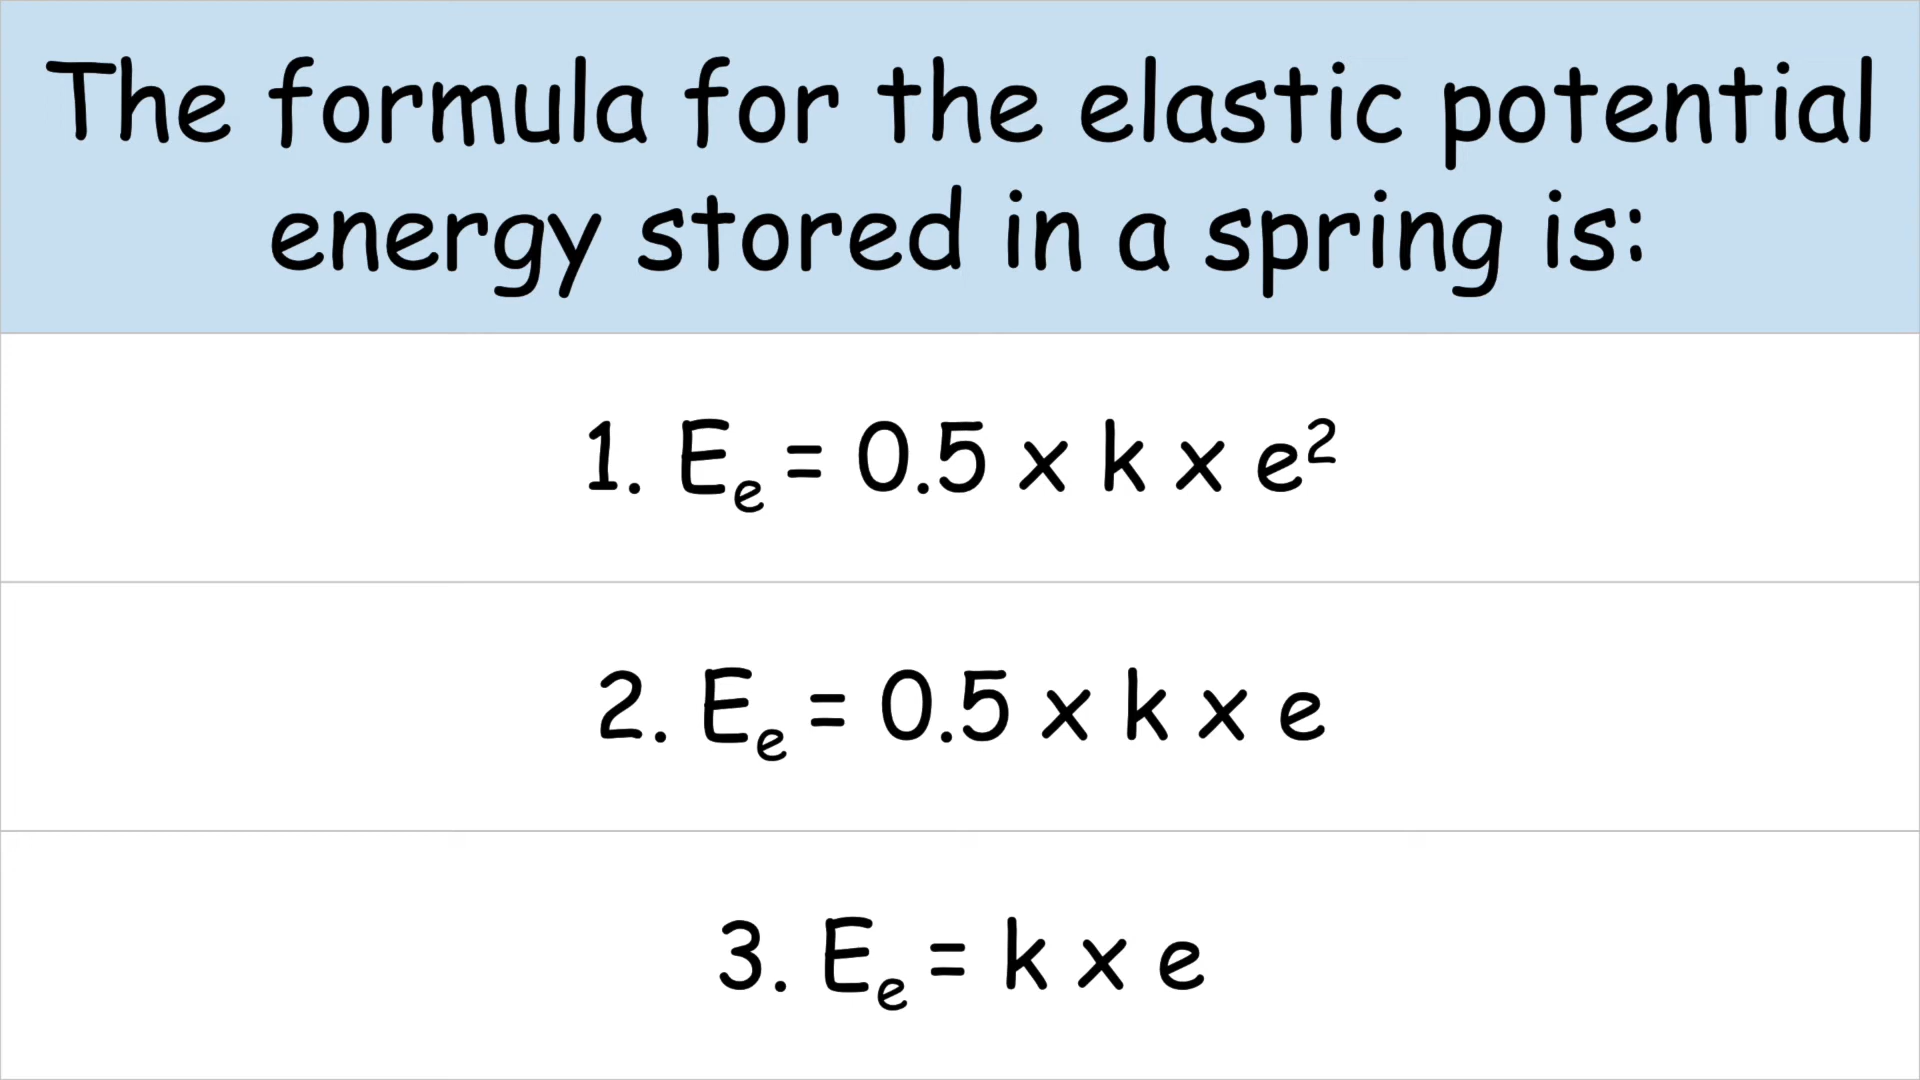 The formula for the elastic potential
energy stored in a spring is:
1. Eₑ = 0.5 x k x e²
2. Eₑ = 0.5 x k x e
3. Eₑ = k x e